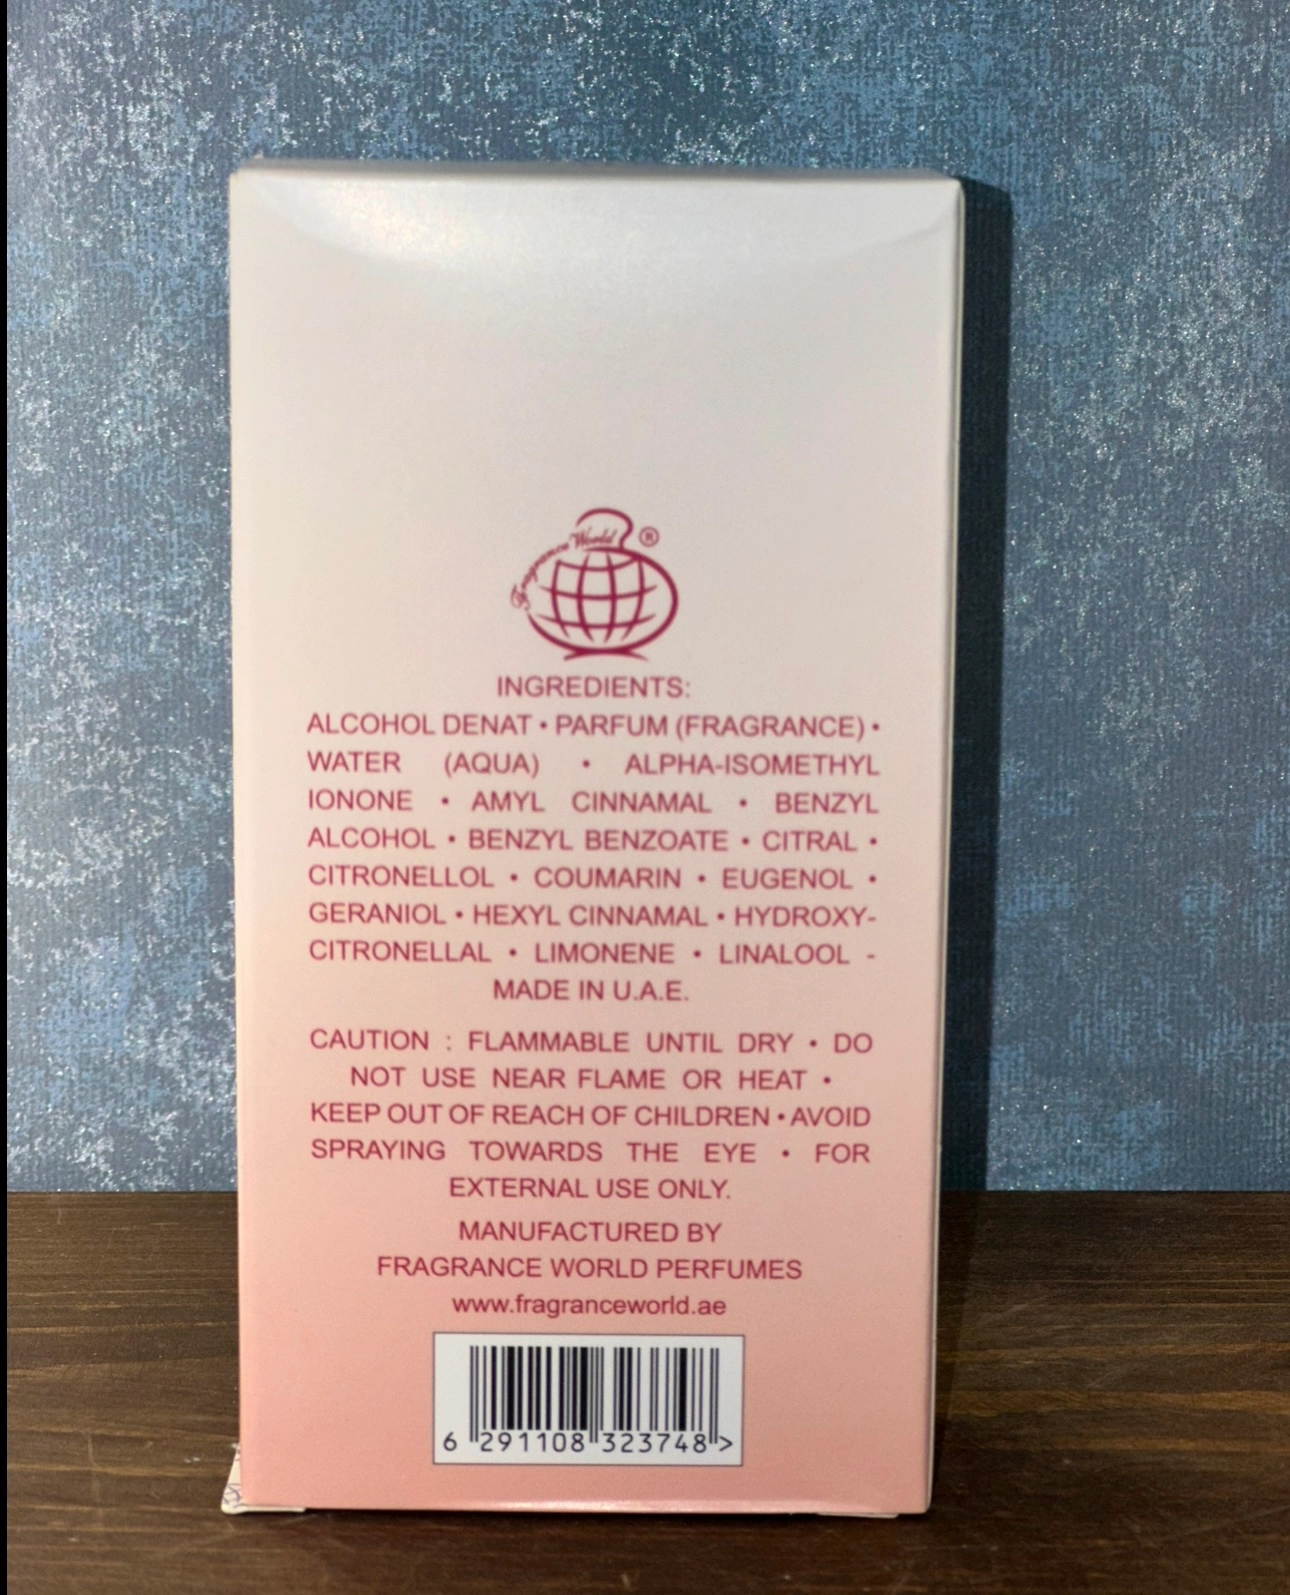 Fragrance World ®
INGREDIENTS:
ALCOHOL DENAT • PARFUM (FRAGRANCE) •
WATER (AQUA) • ALPHA-ISOMETHYL
IONONE • AMYL CINNAMAL • BENZYL
ALCOHOL • BENZYL BENZOATE • CITRAL •
CITRONELLOL • COUMARIN • EUGENOL •
GERANIOL • HEXYL CINNAMAL • HYDROXY-
CITRONELLAL • LIMONENE • LINALOOL -
MADE IN U.A.E.
CAUTION : FLAMMABLE UNTIL DRY • DO
NOT USE NEAR FLAME OR HEAT •
KEEP OUT OF REACH OF CHILDREN • AVOID
SPRAYING TOWARDS THE EYE • FOR
EXTERNAL USE ONLY.
MANUFACTURED BY
FRAGRANCE WORLD PERFUMES
www.fragranceworld.ae
6 291108 323748 >